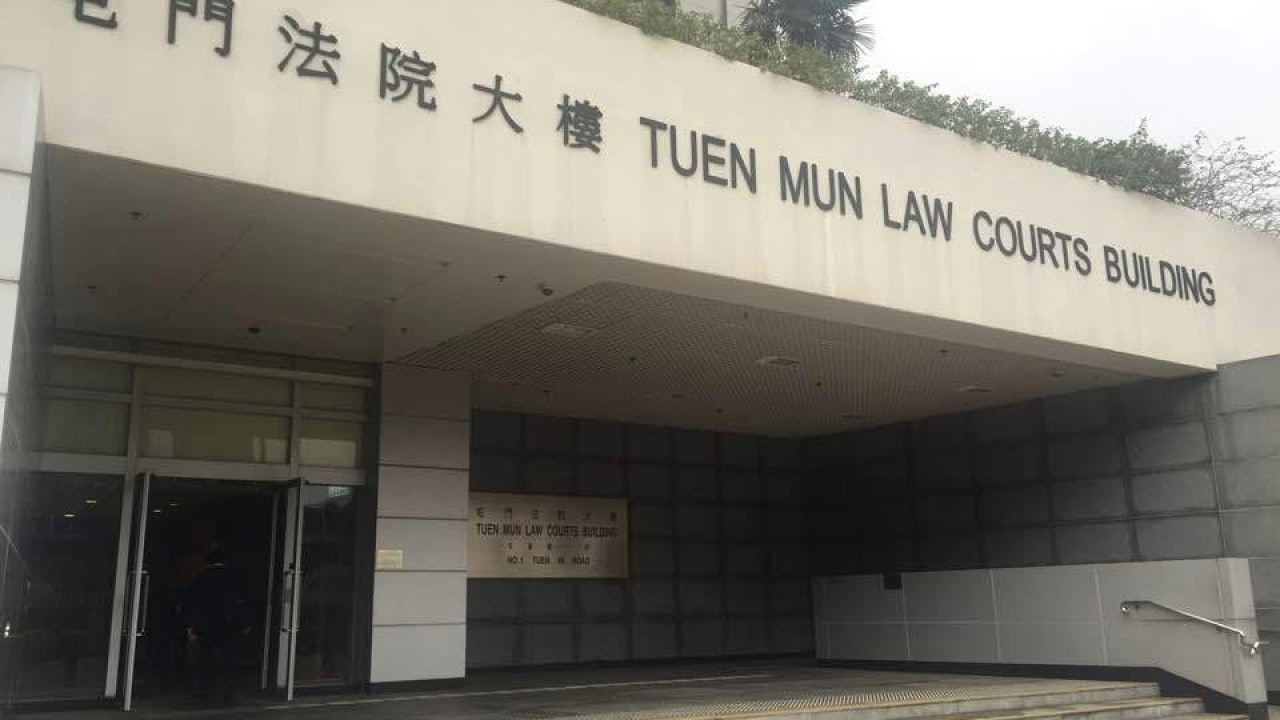 屯門法院大樓 TUEN MUN LAW COURTS BUILDING
屯門法院大樓
TUEN MUN LAW COURTS BUILDING
NO.1 TUEN HI ROAD